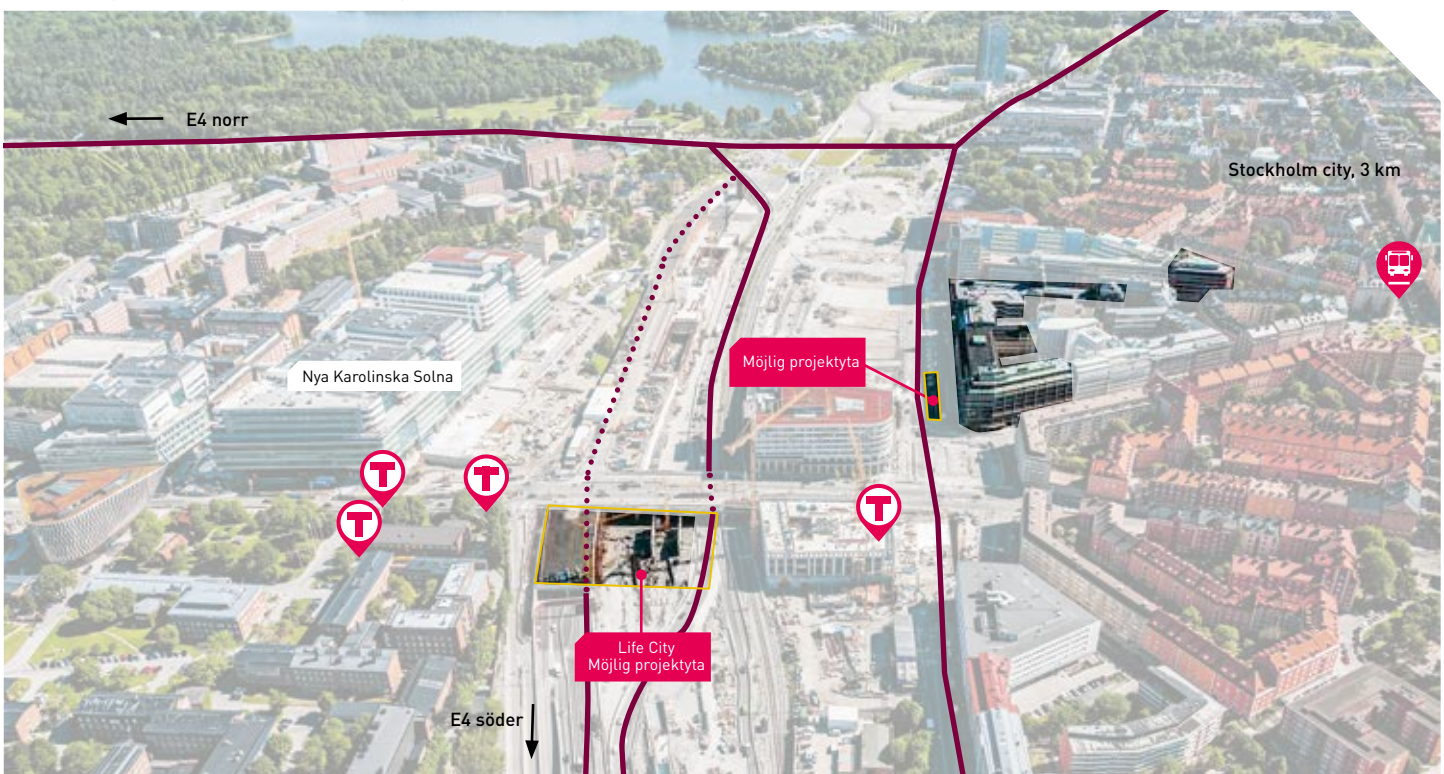 E4 norr
Stockholm city, 3 km
Möjlig projektyta
Nya Karolinska Solna
T
T
T
T
Life City
Möjlig projektyta
E4 söder